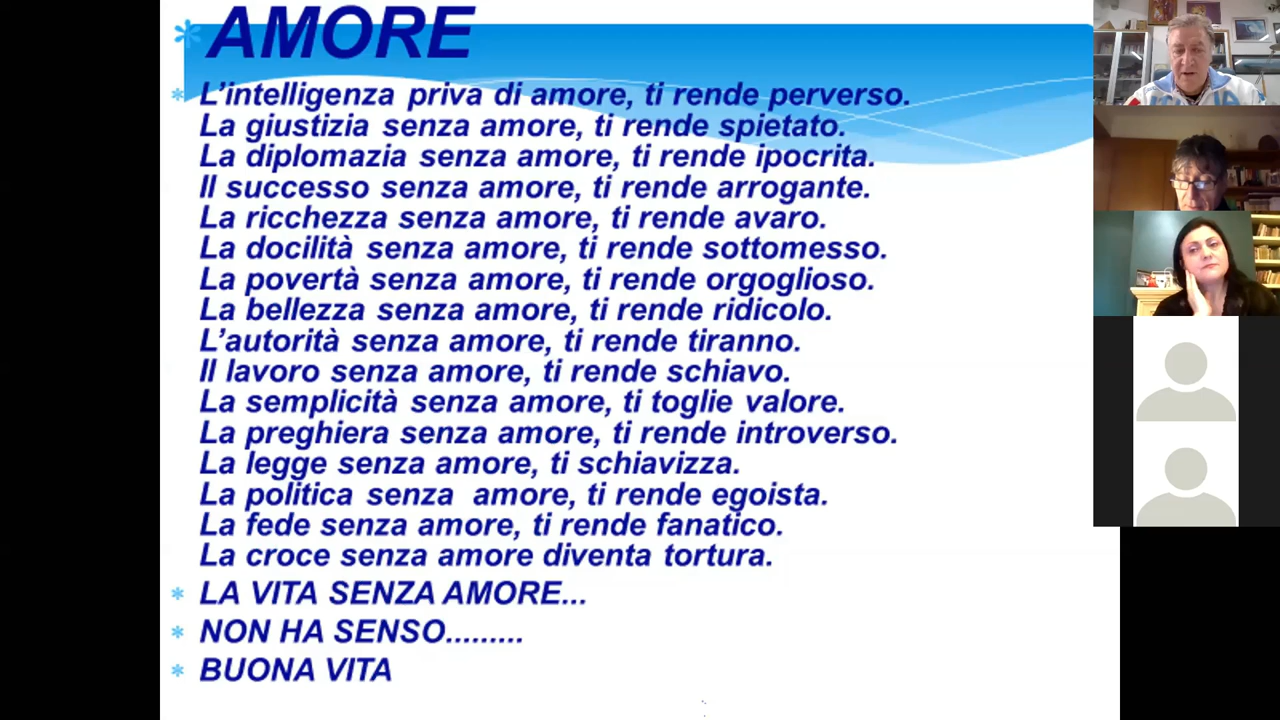 AMORE
L'intelligenza priva di amore, ti rende perverso.
La giustizia senza amore, ti rende spietato.
La diplomazia senza amore, ti rende ipocrita.
Il successo senza amore, ti rende arrogante.
La ricchezza senza amore, ti rende avaro.
La docilità senza amore, ti rende sottomesso.
La povertà senza amore, ti rende orgoglioso.
La bellezza senza amore, ti rende ridicolo.
L'autorità senza amore, ti rende tiranno.
Il lavoro senza amore, ti rende schiavo.
La semplicità senza amore, ti toglie valore.
La preghiera senza amore, ti rende introverso.
La legge senza amore, ti schiavizza.
La politica senza  amore, ti rende egoista.
La fede senza amore, ti rende fanatico.
La croce senza amore diventa tortura.
LA VITA SENZA AMORE...
NON HA SENSO.........
BUONA VITA